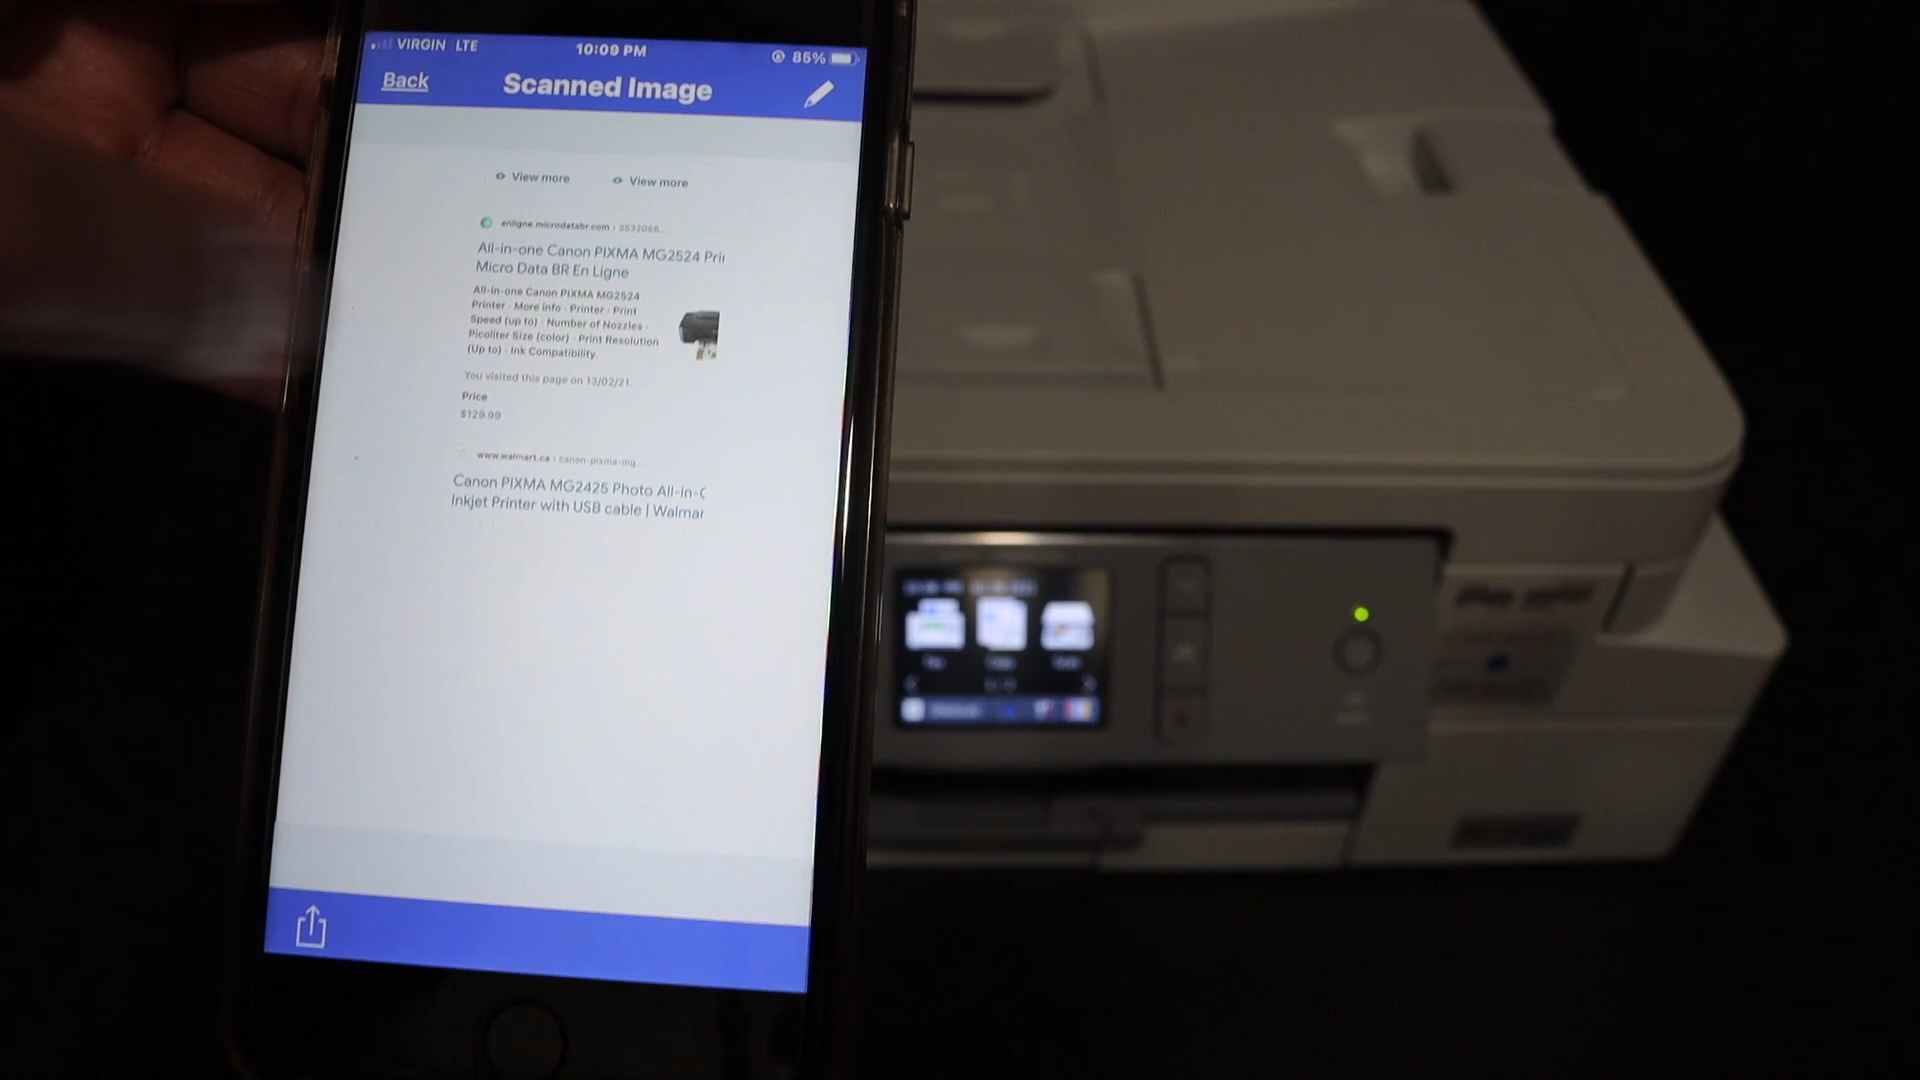 VIRGIN LTE 10:09 PM 85%
Back Scanned Image
View more View more
enligne.microdatabr.com › 3532066...
All-in-one Canon PIXMA MG2524 Prin
Micro Data BR En Ligne
All-in-one Canon PIXMA MG2524
Printer · More info · Printer · Print
Speed (up to) · Number of Nozzles ·
Picoliter Size (color) · Print Resolution
(Up to) · Ink Compatibility.
You visited this page on 13/02/21.
Price
$129.99
www.walmart.ca › canon-pixma-mg...
Canon PIXMA MG2425 Photo All-in-O
Inkjet Printer with USB cable | Walmar